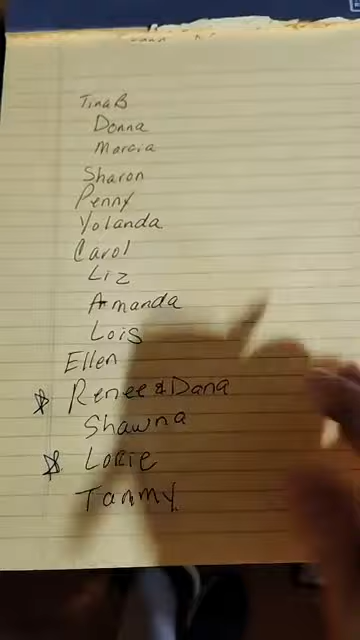 Tina B
Donna
Marcia
Sharon
Penny
Yolanda
Carol
Liz
Amanda
Lois
Ellen
Renee & Dana
Shawna
Lorie
Tammy